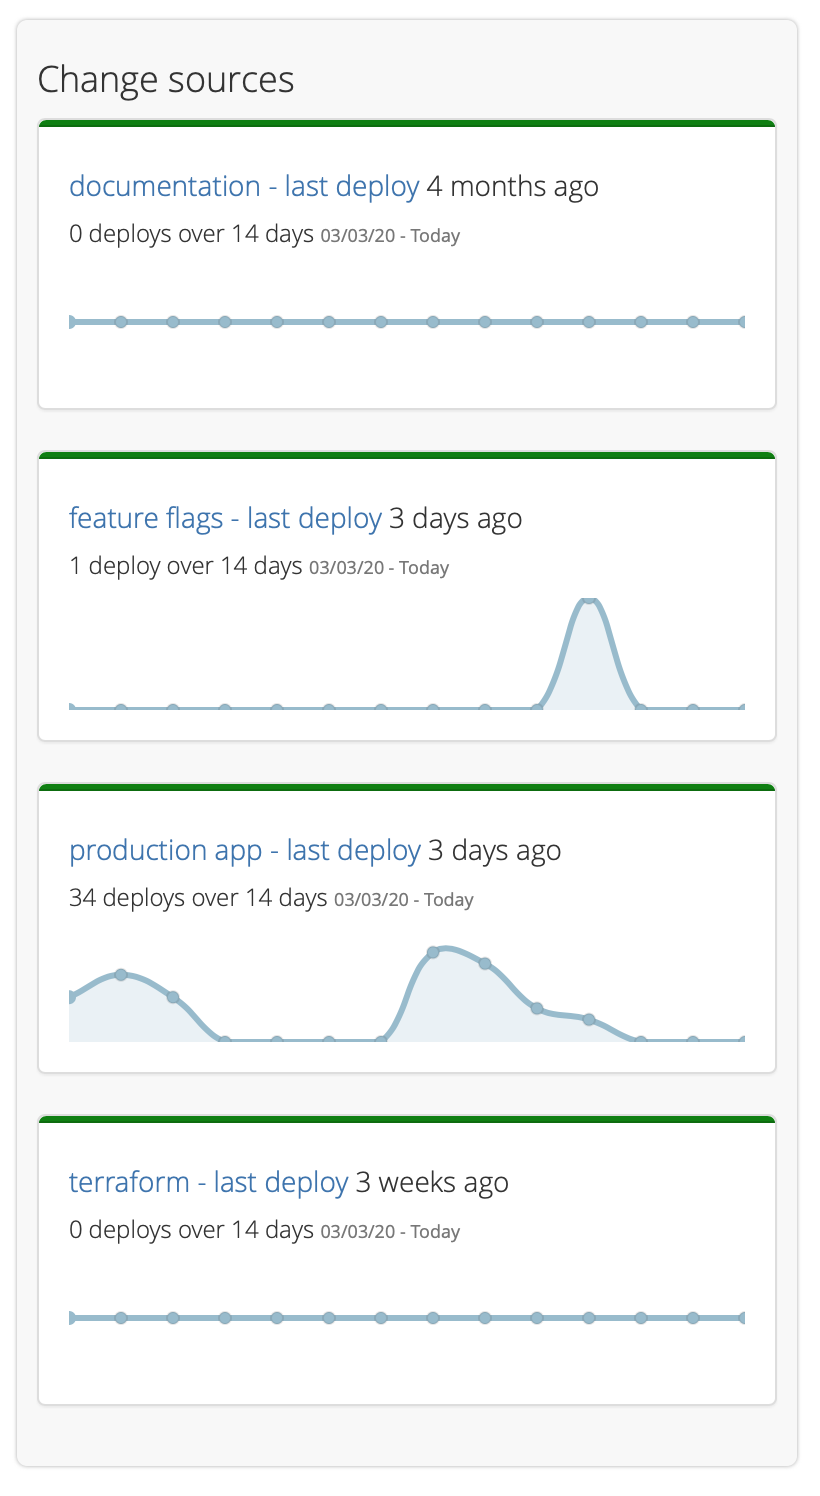 Change sources
documentation - last deploy 4 months ago
0 deploys over 14 days 03/03/20 - Today
feature flags - last deploy 3 days ago
1 deploy over 14 days 03/03/20 - Today
production app - last deploy 3 days ago
34 deploys over 14 days 03/03/20 - Today
terraform - last deploy 3 weeks ago
0 deploys over 14 days 03/03/20 - Today